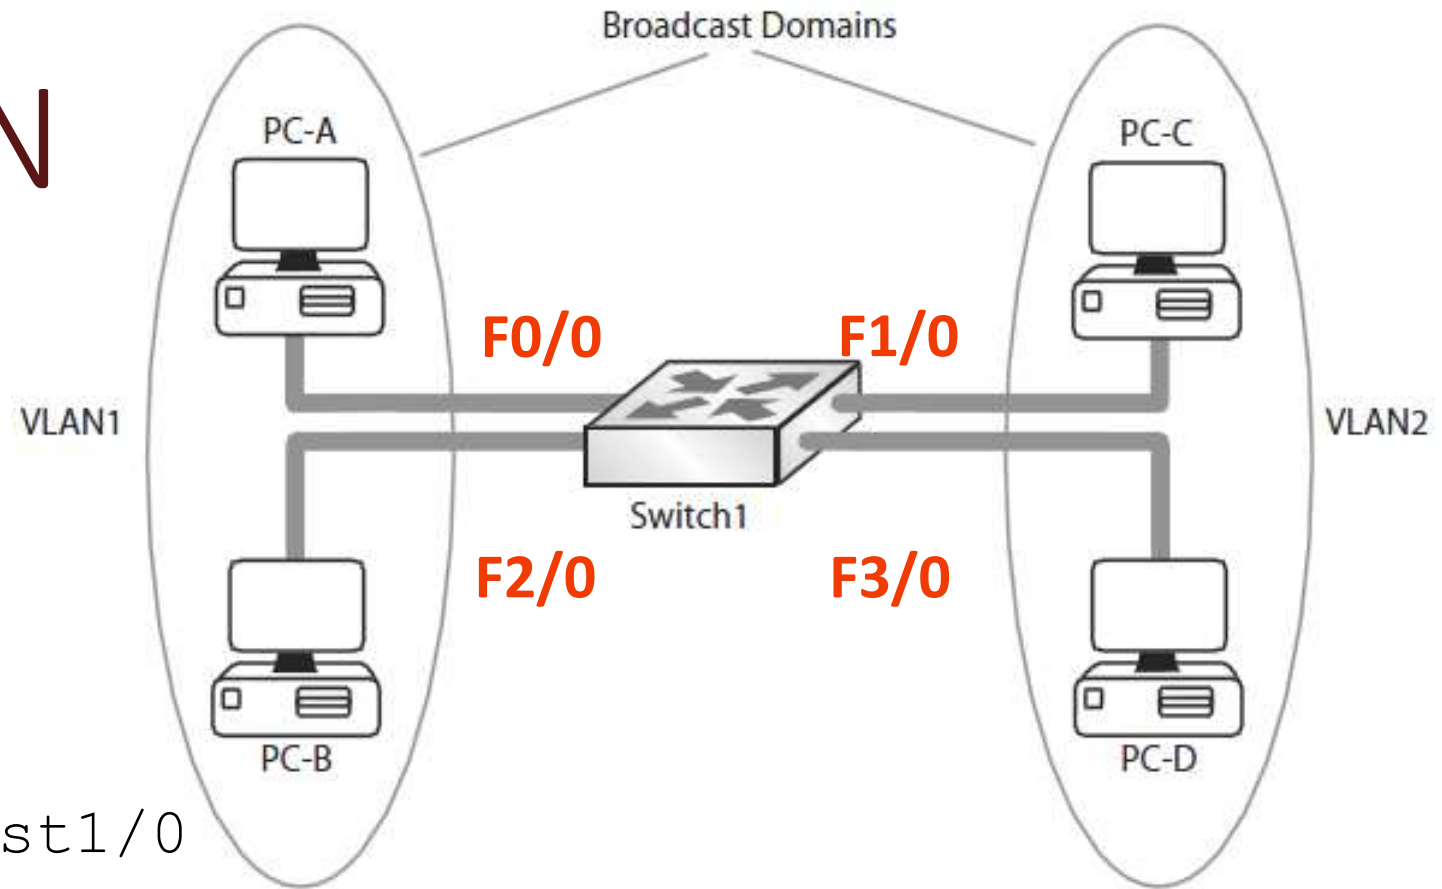 Broadcast Domains
N
PC-A
PC-C
F0/0
F1/0
VLAN1
VLAN2
Switch1
F2/0
F3/0
PC-B
PC-D
st1/0